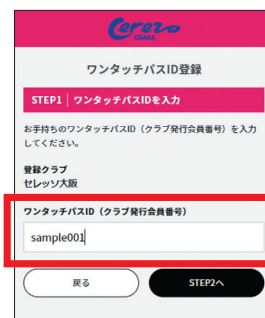 Cerezo
OSAKA
ワンタッチパスID登録
STEP1 | ワンタッチパスIDを入力
お手持ちのワンタッチパスID（クラブ発行会員番号）を入力
してください。
登録クラブ
セレッソ大阪
ワンタッチパスID（クラブ発行会員番号）
sample001
戻る STEP2へ